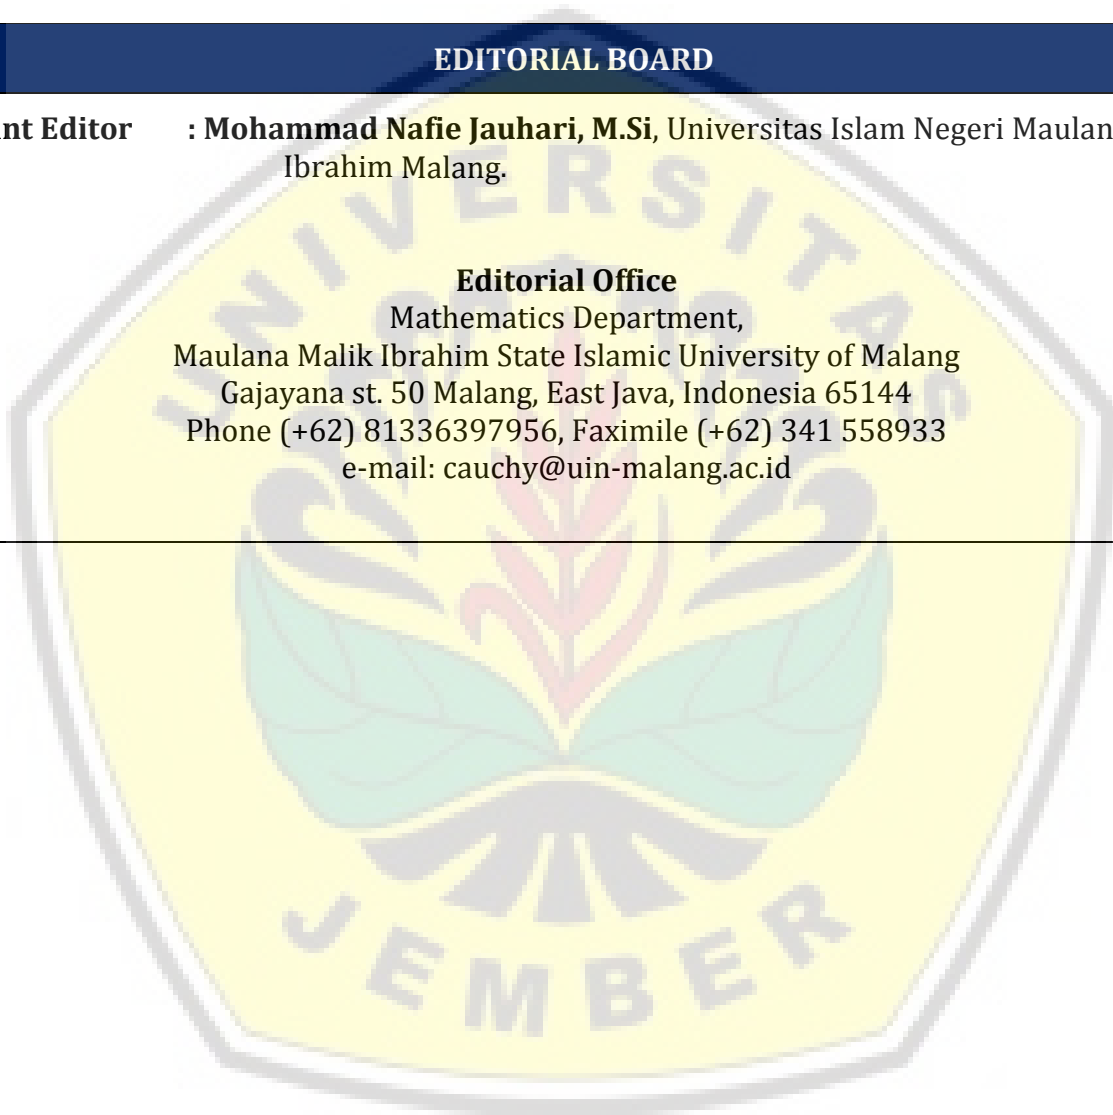 EDITORIAL BOARD
nt Editor : Mohammad Nafie Jauhari, M.Si, Universitas Islam Negeri Maulan
Ibrahim Malang.
Editorial Office
Mathematics Department,
Maulana Malik Ibrahim State Islamic University of Malang
Gajayana st. 50 Malang, East Java, Indonesia 65144
Phone (+62) 81336397956, Faximile (+62) 341 558933
e-mail: cauchy@uin-malang.ac.id
UNIVERSITAS
JEMBER